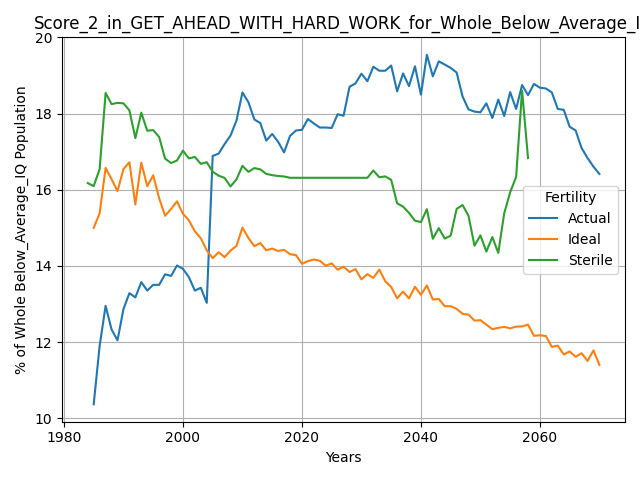 Score_2_in_GET_AHEAD_WITH_HARD_WORK_for_Whole_Below_Average_I
% of Whole Below_Average_IQ Population
20
18
16
14
12
10
1980
2000
2020
2040
2060
Years
Fertility
Actual
Ideal
Sterile